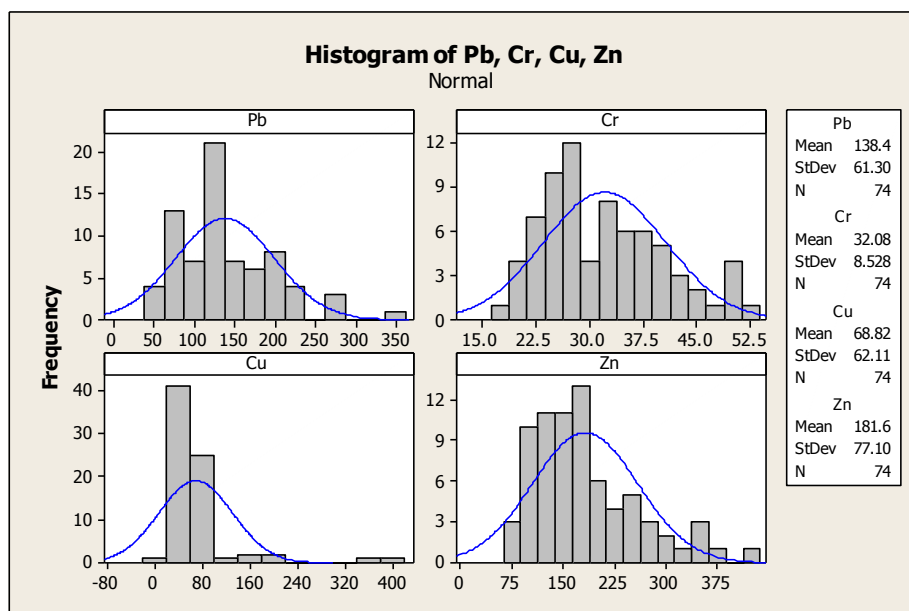 Histogram of Pb, Cr, Cu, Zn
Normal
Frequency
Pb
20
15
10
5
0
0 50 100 150 200 250 300 350
Cr
12
9
6
3
0
15.0 22.5 30.0 37.5 45.0 52.5
Cu
40
30
20
10
0
-80 0 80 160 240 320 400
Zn
12
9
6
3
0
0 75 150 225 300 375
Pb
Mean 138.4
StDev 61.30
N 74
Cr
Mean 32.08
StDev 8.528
N 74
Cu
Mean 68.82
StDev 62.11
N 74
Zn
Mean 181.6
StDev 77.10
N 74